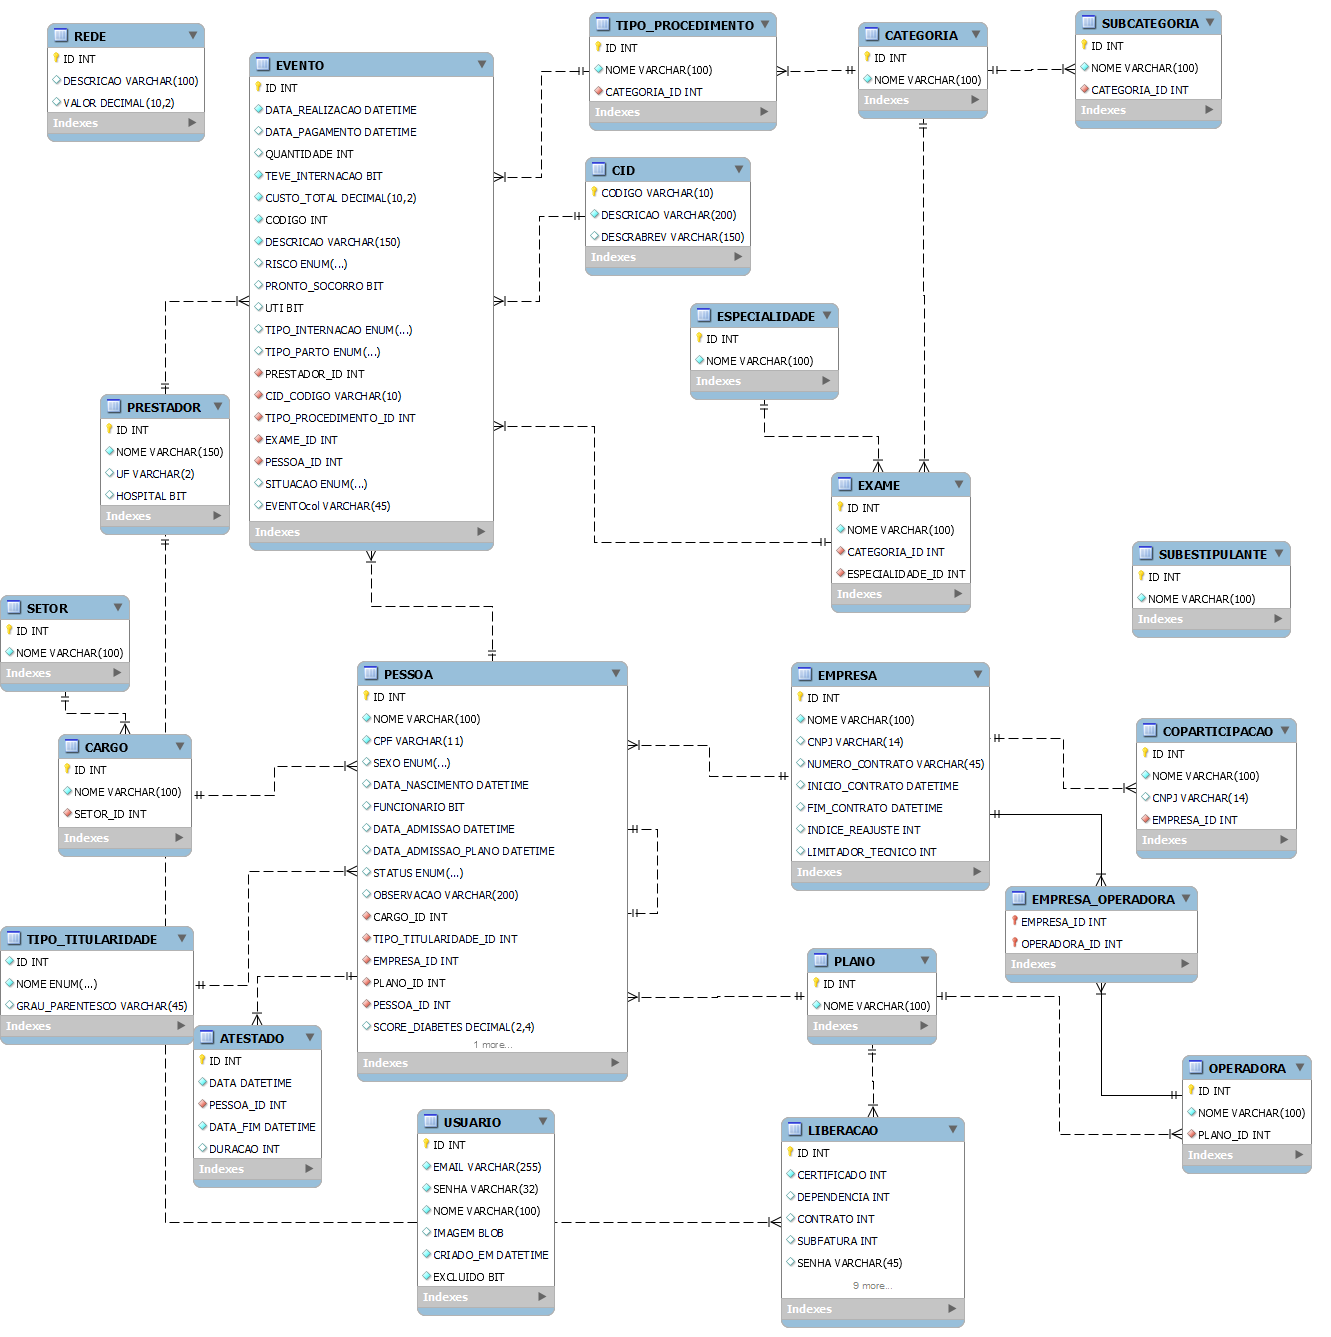 REDE
ID INT
DESCRICAO VARCHAR(100)
VALOR DECIMAL(10,2)
Indexes
EVENTO
ID INT
DATA_REALIZACAO DATETIME
DATA_PAGAMENTO DATETIME
QUANTIDADE INT
TEVE_INTERNACAO BIT
CUSTO_TOTAL DECIMAL(10,2)
CODIGO INT
DESCRICAO VARCHAR(150)
RISCO ENUM(...)
PRONTO_SOCORRO BIT
UTI BIT
TIPO_INTERNACAO ENUM(...)
TIPO_PARTO ENUM(...)
PRESTADOR_ID INT
CID_CODIGO VARCHAR(10)
TIPO_PROCEDIMENTO_ID INT
EXAME_ID INT
PESSOA_ID INT
SITUACAO ENUM(...)
EVENTOcol VARCHAR(45)
Indexes
TIPO_PROCEDIMENTO
ID INT
NOME VARCHAR(100)
CATEGORIA_ID INT
Indexes
CATEGORIA
ID INT
NOME VARCHAR(100)
Indexes
SUBCATEGORIA
ID INT
NOME VARCHAR(100)
CATEGORIA_ID INT
Indexes
CID
CODIGO VARCHAR(10)
DESCRICAO VARCHAR(200)
DESCRABREV VARCHAR(150)
Indexes
ESPECIALIDADE
ID INT
NOME VARCHAR(100)
Indexes
PRESTADOR
ID INT
NOME VARCHAR(150)
UF VARCHAR(2)
HOSPITAL BIT
Indexes
EXAME
ID INT
NOME VARCHAR(100)
CATEGORIA_ID INT
ESPECIALIDADE_ID INT
Indexes
SUBESTIPULANTE
ID INT
NOME VARCHAR(100)
Indexes
SETOR
ID INT
NOME VARCHAR(100)
Indexes
CARGO
ID INT
NOME VARCHAR(100)
SETOR_ID INT
Indexes
PESSOA
ID INT
NOME VARCHAR(100)
CPF VARCHAR(11)
SEXO ENUM(...)
DATA_NASCIMENTO DATETIME
FUNCIONARIO BIT
DATA_ADMISSAO DATETIME
DATA_ADMISSAO_PLANO DATETIME
STATUS ENUM(...)
OBSERVACAO VARCHAR(200)
CARGO_ID INT
TIPO_TITULARIDADE_ID INT
EMPRESA_ID INT
PLANO_ID INT
PESSOA_ID INT
SCORE_DIABETES DECIMAL(2,4)
1 more...
Indexes
EMPRESA
ID INT
NOME VARCHAR(100)
CNPJ VARCHAR(14)
NUMERO_CONTRATO VARCHAR(45)
INICIO_CONTRATO DATETIME
FIM_CONTRATO DATETIME
INDICE_REAJUSTE INT
LIMITADOR_TECNICO INT
Indexes
COPARTICIPACAO
ID INT
NOME VARCHAR(100)
CNPJ VARCHAR(14)
EMPRESA_ID INT
Indexes
EMPRESA_OPERADORA
EMPRESA_ID INT
OPERADORA_ID INT
Indexes
TIPO_TITULARIDADE
ID INT
NOME ENUM(...)
GRAU_PARENTESCO VARCHAR(45)
Indexes
PLANO
ID INT
NOME VARCHAR(100)
Indexes
ATESTADO
ID INT
DATA DATETIME
PESSOA_ID INT
DATA_FIM DATETIME
DURACAO INT
Indexes
OPERADORA
ID INT
NOME VARCHAR(100)
PLANO_ID INT
Indexes
USUARIO
ID INT
EMAIL VARCHAR(255)
SENHA VARCHAR(32)
NOME VARCHAR(100)
IMAGEM BLOB
CRIADO_EM DATETIME
EXCLUIDO BIT
Indexes
LIBERACAO
ID INT
CERTIFICADO INT
DEPENDENCIA INT
CONTRATO INT
SUBFATURA INT
SENHA VARCHAR(45)
9 more...
Indexes